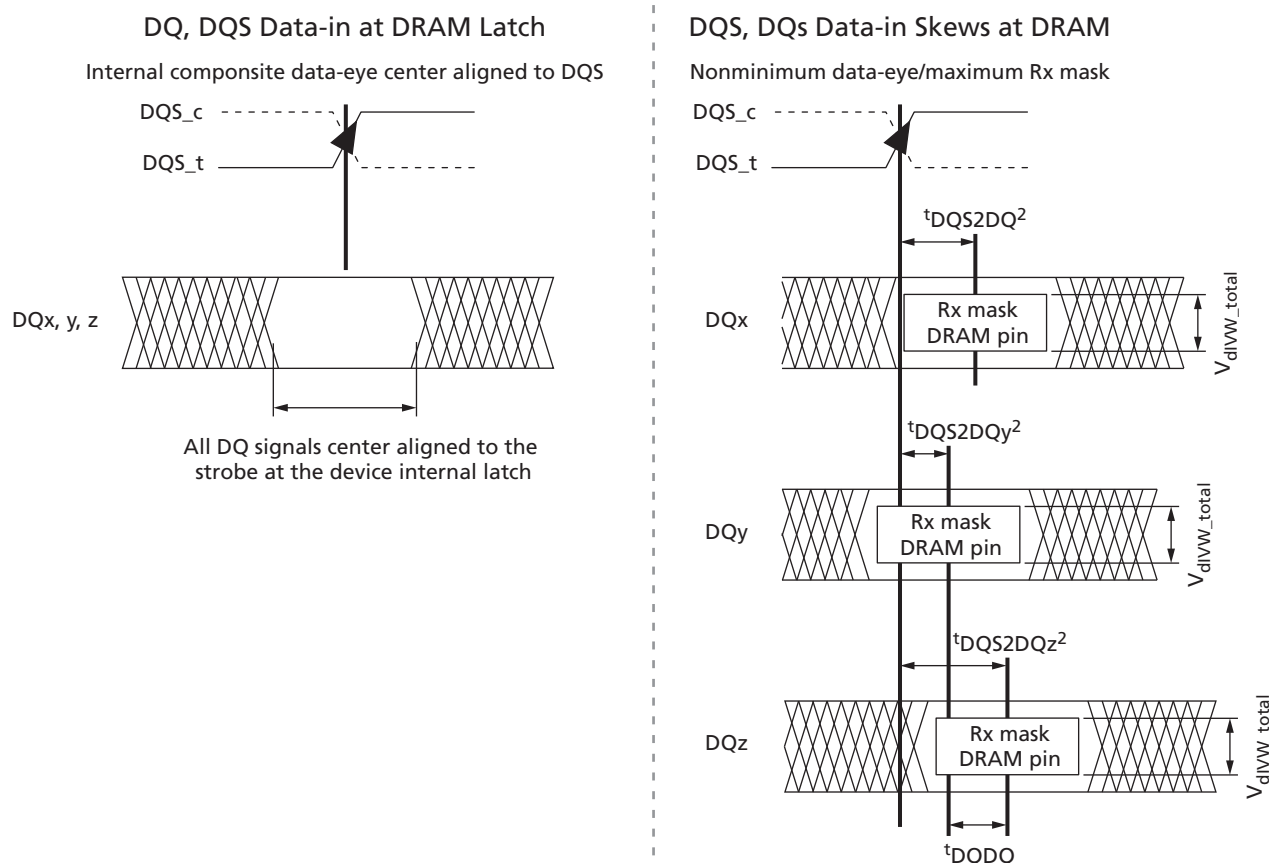 DQ, DQS Data-in at DRAM Latch
Internal componsite data-eye center aligned to DQS
DQS_c
DQS_t
DQx, y, z
All DQ signals center aligned to the
strobe at the device internal latch
DQS, DQs Data-in Skews at DRAM
Nonminimum data-eye/maximum Rx mask
DQS_c
DQS_t
tDQS2DQ2
DQx
Rx mask
DRAM pin
VdIVW_total
tDQS2DQy2
DQy
Rx mask
DRAM pin
VdIVW_total
tDQS2DQz2
DQz
Rx mask
DRAM pin
VdIVW_total
tDQDQ